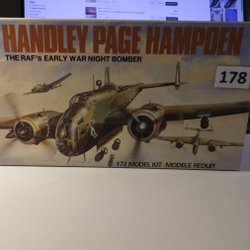 HANDLEY PAGE HAMPDEN
THE RAF's EARLY WAR NIGHT BOMBER
178
1/72 MODEL KIT · MODELE REDUIT